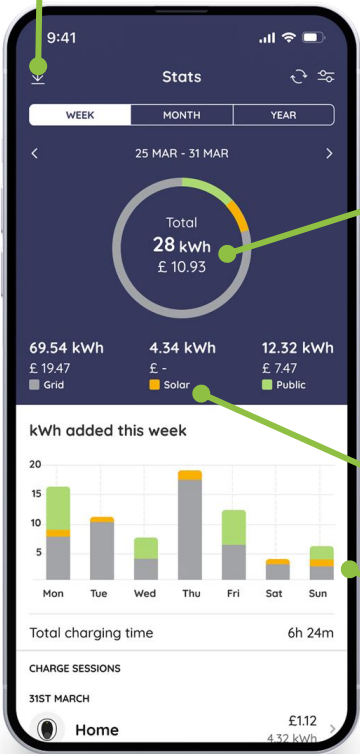 9:41
Stats
WEEK MONTH YEAR
25 MAR - 31 MAR
Total
28 kWh
£ 10.93
69.54 kWh 4.34 kWh 12.32 kWh
£ 19.47 £ - £ 7.47
Grid Solar Public
kWh added this week
20
15
10
5
Mon Tue Wed Thu Fri Sat Sun
Total charging time 6h 24m
CHARGE SESSIONS
31ST MARCH
Home £1.12
4.32 kWh